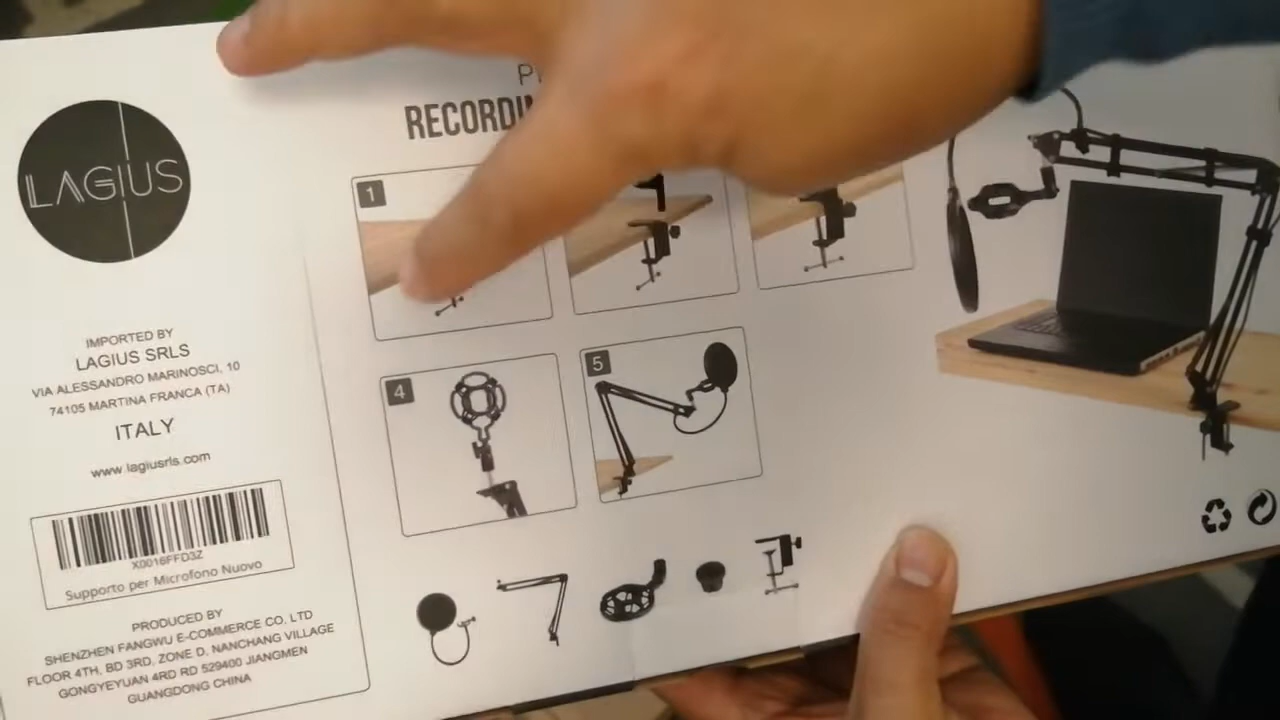 LAGIUS
IMPORTED BY
LAGIUS SRLS
VIA ALESSANDRO MARINOSCI, 10
74105 MARTINA FRANCA (TA)
ITALY
www.lagiusrls.com
X0016FFD3Z
Supporto per Microfono Nuovo
PRODUCED BY
SHENZHEN FANGWU E-COMMERCE CO. LTD
FLOOR 4TH, BD 3RD, ZONE D, NANCHANG VILLAGE
GONGYEYUAN 4RD RD 529400 JIANGMEN
GUANGDONG CHINA
1
4
5